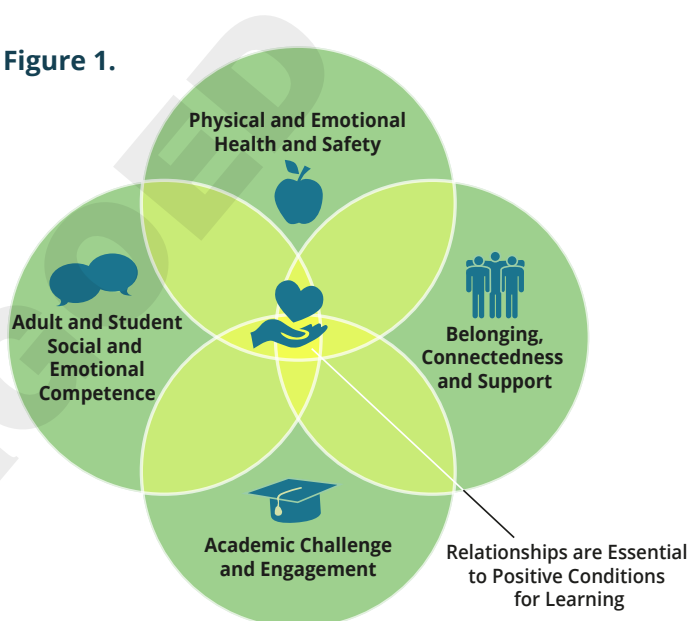 Figure 1.
Physical and Emotional
Health and Safety
Adult and Student
Social and
Emotional
Competence
Belonging,
Connectedness
and Support
Academic Challenge
and Engagement
Relationships are Essential
to Positive Conditions
for Learning